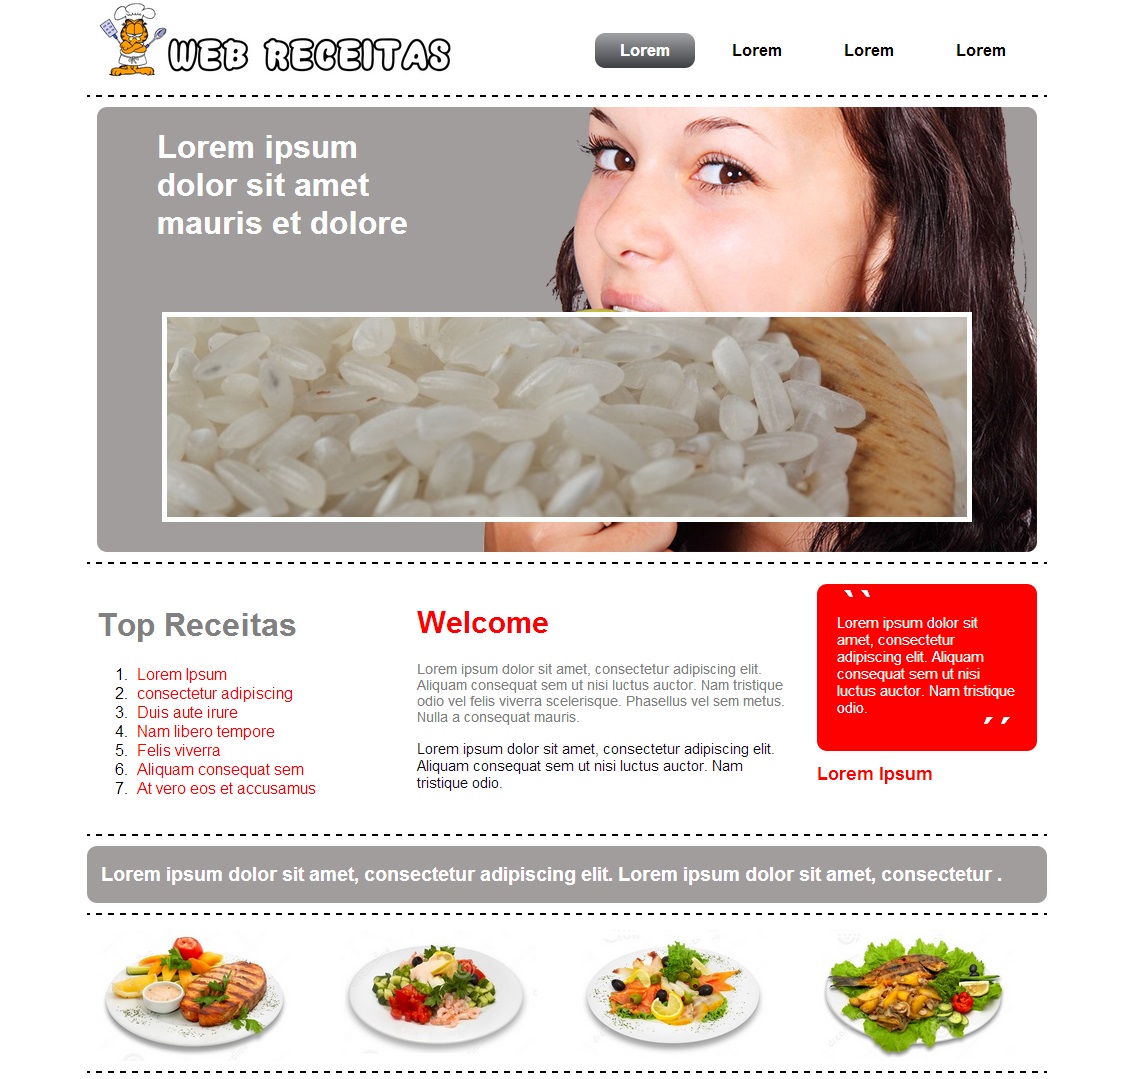 WEB RECEITAS
Lorem
Lorem
Lorem
Lorem
Lorem ipsum
dolor sit amet
mauris et dolore
Top Receitas
1. Lorem Ipsum
2. consectetur adipiscing
3. Duis aute irure
4. Nam libero tempore
5. Felis viverra
6. Aliquam consequat sem
7. At vero eos et accusamus
Welcome
Lorem ipsum dolor sit amet, consectetur adipiscing elit.
Aliquam consequat sem ut nisi luctus auctor. Nam tristique
odio vel felis viverra scelerisque. Phasellus vel sem metus.
Nulla a consequat mauris.
Lorem ipsum dolor sit amet, consectetur adipiscing elit.
Aliquam consequat sem ut nisi luctus auctor. Nam
tristique odio.
Lorem ipsum dolor sit
amet, consectetur
adipiscing elit. Aliquam
consequat sem ut nisi
luctus auctor. Nam tristique
odio.
Lorem Ipsum
Lorem ipsum dolor sit amet, consectetur adipiscing elit. Lorem ipsum dolor sit amet, consectetur .